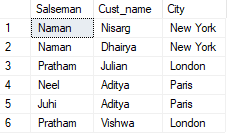 Salseman Cust_name City
1 Naman Nisarg New York
2 Naman Dhairya New York
3 Pratham Julian London
4 Neel Aditya Paris
5 Juhi Aditya Paris
6 Pratham Vishwa London